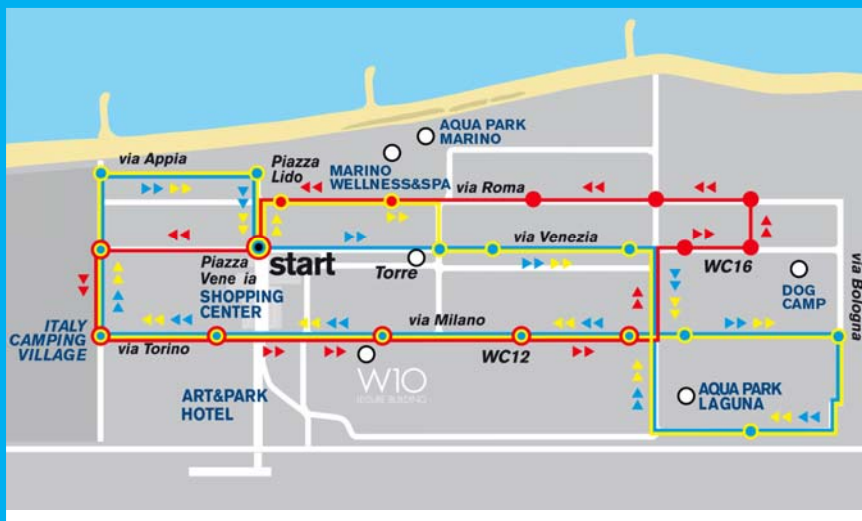 AQUA PARK
MARINO
via Appia
Piazza
Lido
MARINO
WELLNESS&SPA
via Roma
start
via Venezia
Piazza
Vene ia
SHOPPING
CENTER
Torre
WC16
via Bologna
DOG
CAMP
ITALY
CAMPING
VILLAGE
via Torino
via Milano
WC12
W10
LEISURE BUILDING
ART&PARK
HOTEL
AQUA PARK
LAGUNA